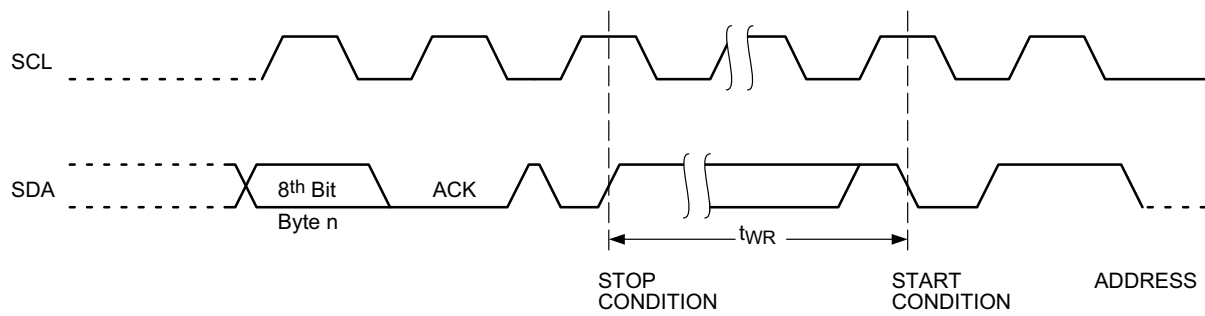 SCL
SDA
8th Bit
ACK
Byte n
tWR
STOP
CONDITION
START
CONDITION
ADDRESS